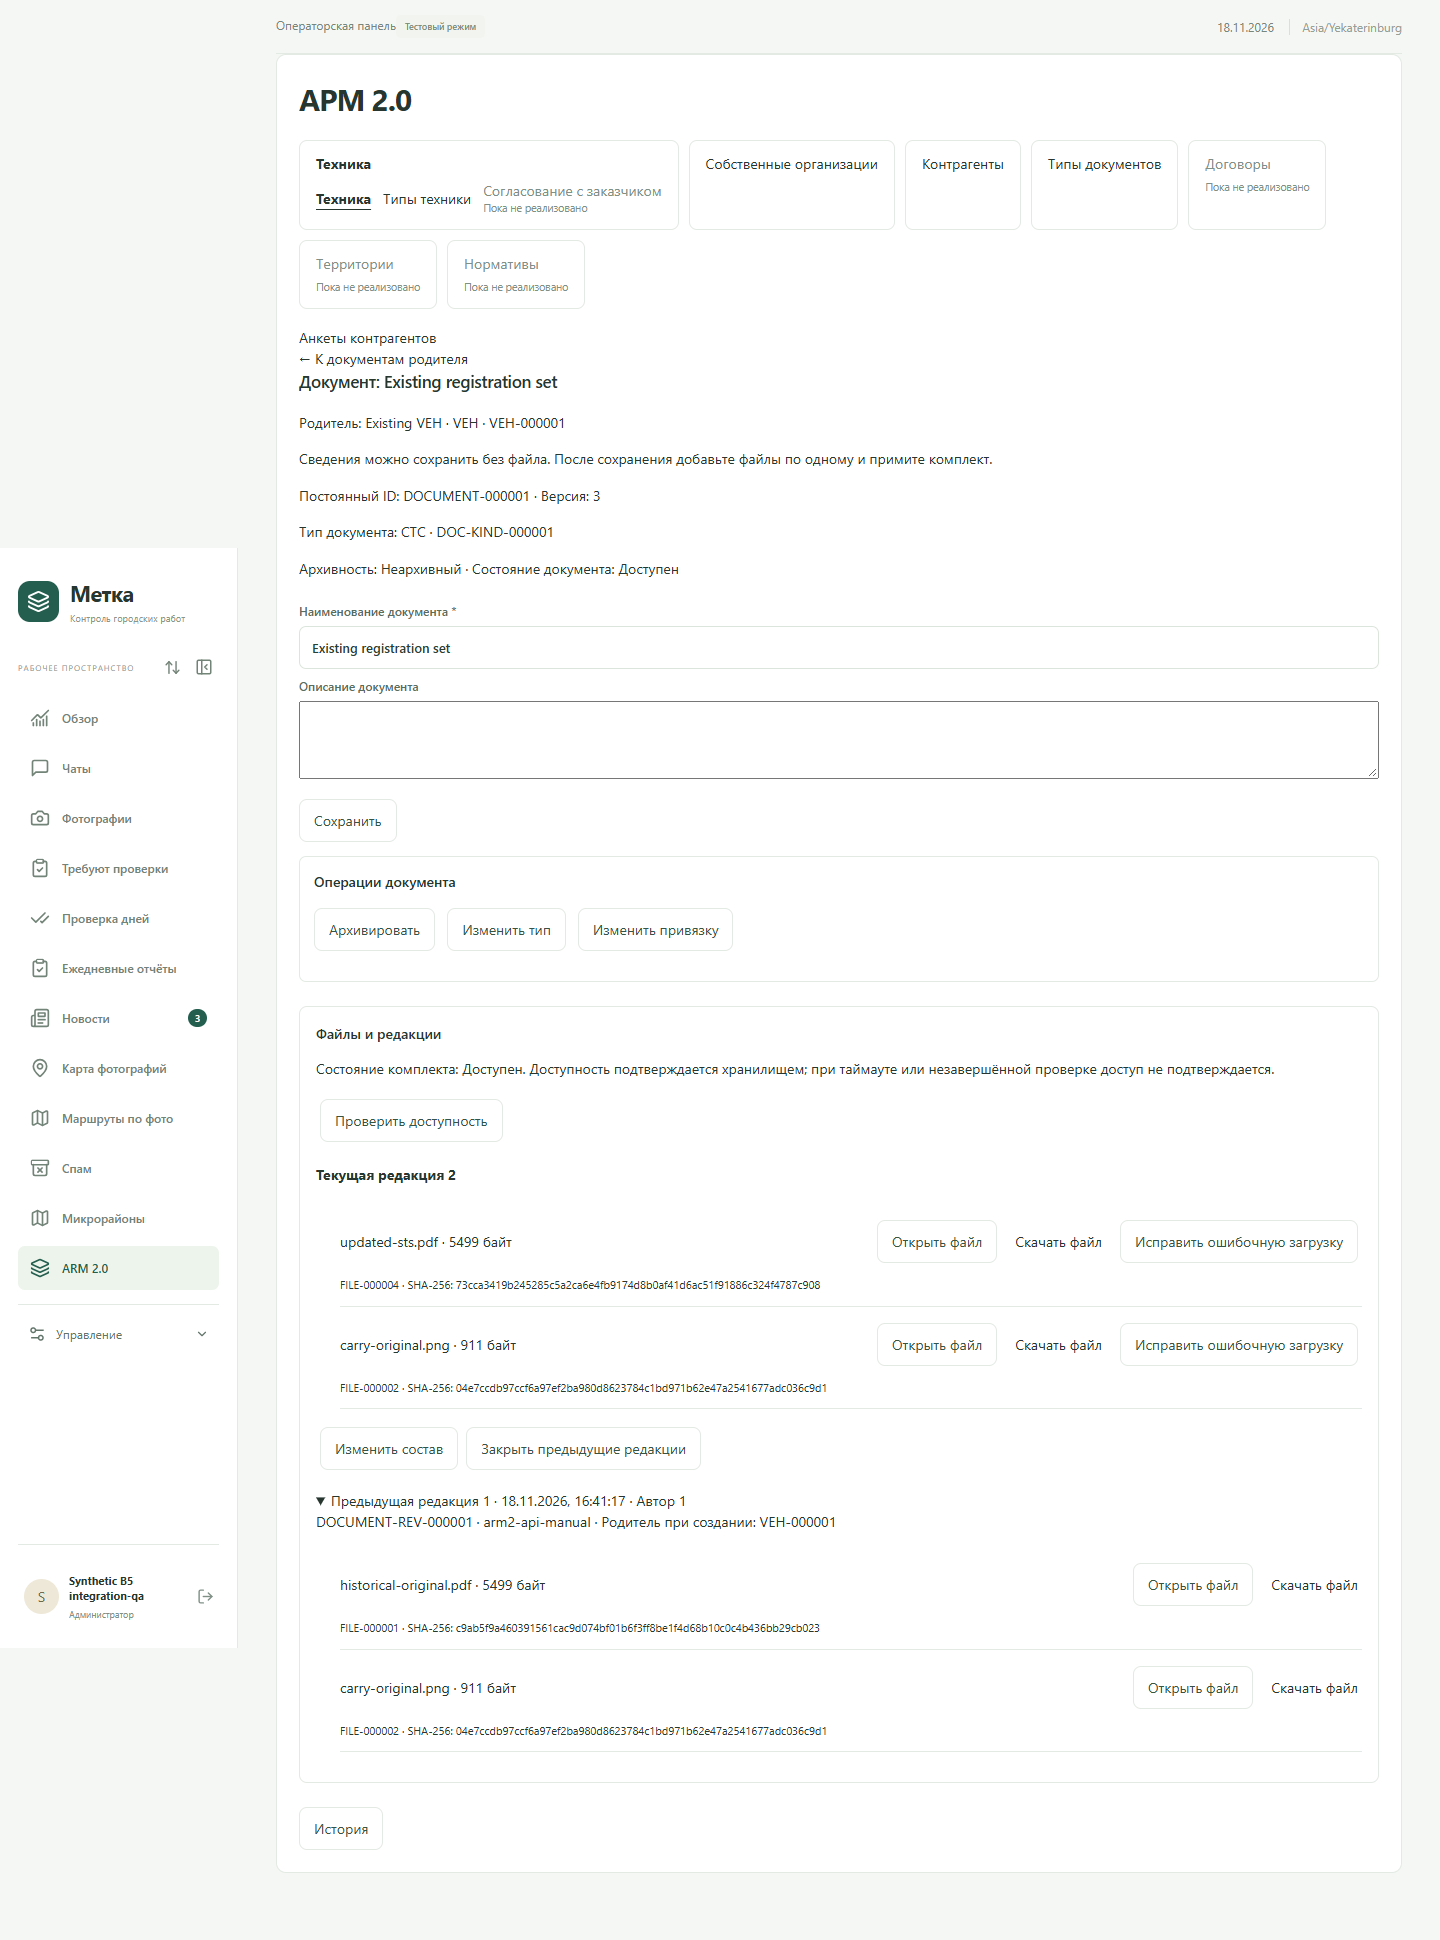 Операторская панель Тестовый режим
18.11.2026 Asia/Yekaterinburg
АРМ 2.0
Техника
Техника Типы техники Согласование с заказчиком
Пока не реализовано
Собственные организации
Контрагенты
Типы документов
Договоры
Пока не реализовано
Территории
Пока не реализовано
Нормативы
Пока не реализовано
Анкеты контрагентов
← К документам родителя
Документ: Existing registration set
Родитель: Existing VEH · VEH · VEH-000001
Сведения можно сохранить без файла. После сохранения добавьте файлы по одному и примите комплект.
Постоянный ID: DOCUMENT-000001 · Версия: 3
Тип документа: СТС · DOC-KIND-000001
Архивность: Неархивный · Состояние документа: Доступен
Наименование документа *
Existing registration set
Описание документа
Сохранить
Операции документа
Архивировать Изменить тип Изменить привязку
Файлы и редакции
Состояние комплекта: Доступен. Доступность подтверждается хранилищем; при таймауте или незавершённой проверке доступ не подтверждается.
Проверить доступность
Текущая редакция 2
updated-sts.pdf · 5499 байт Открыть файл Скачать файл Исправить ошибочную загрузку
FILE-000004 · SHA-256: 73cca3419b245285c5a2ca6e4fb9174d8b0af41d6ac51f91886c324f4787c908
carry-original.png · 911 байт Открыть файл Скачать файл Исправить ошибочную загрузку
FILE-000002 · SHA-256: 04e7ccdb97ccf6a97ef2ba980d8623784c1bd971b62e47a2541677adc036c9d1
Изменить состав Закрыть предыдущие редакции
▼ Предыдущая редакция 1 · 18.11.2026, 16:41:17 · Автор 1
DOCUMENT-REV-000001 · arm2-api-manual · Родитель при создании: VEH-000001
historical-original.pdf · 5499 байт Открыть файл Скачать файл
FILE-000001 · SHA-256: c9ab5f9a460391561cac9d074bf01b6f3ff8be1f4d68b10c0c4b436bb29cb023
carry-original.png · 911 байт Открыть файл Скачать файл
FILE-000002 · SHA-256: 04e7ccdb97ccf6a97ef2ba980d8623784c1bd971b62e47a2541677adc036c9d1
История
Метка
Контроль городских работ
РАБОЧЕЕ ПРОСТРАНСТВО
Обзор
Чаты
Фотографии
Требуют проверки
Проверка дней
Ежедневные отчёты
Новости 3
Карта фотографий
Маршруты по фото
Спам
Микрорайоны
ARM 2.0
Управление
S
Synthetic B5
integration-qa
Администратор